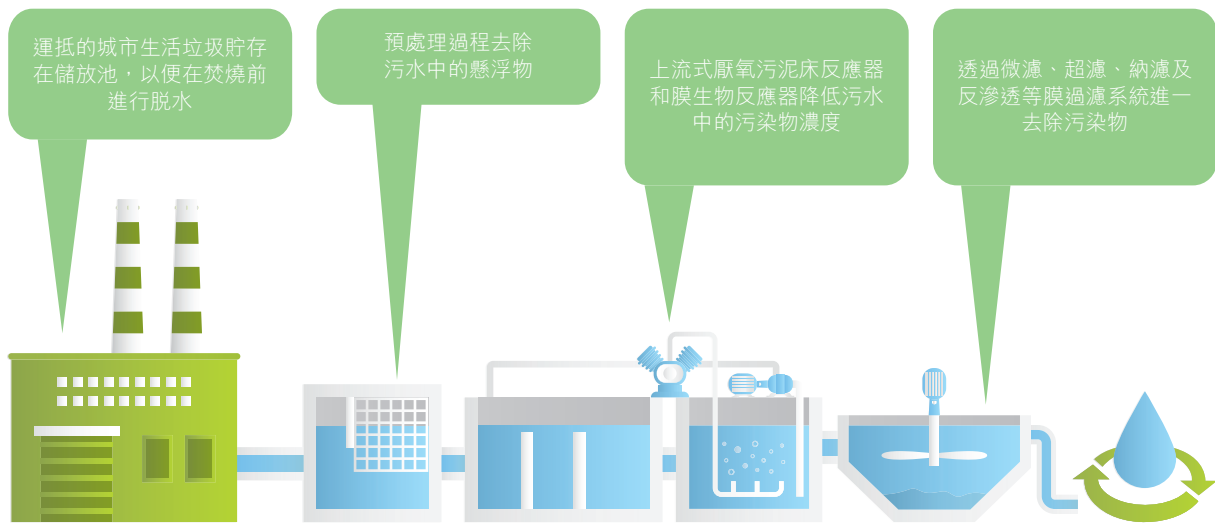 運抵的城市生活垃圾貯存
在儲放池，以便在焚燒前
進行脱水
預處理過程去除
污水中的懸浮物
上流式厭氧污泥床反應器
和膜生物反應器降低污水
中的污染物濃度
透過微濾、超濾、納濾及
反滲透等膜過濾系統進一
去除污染物